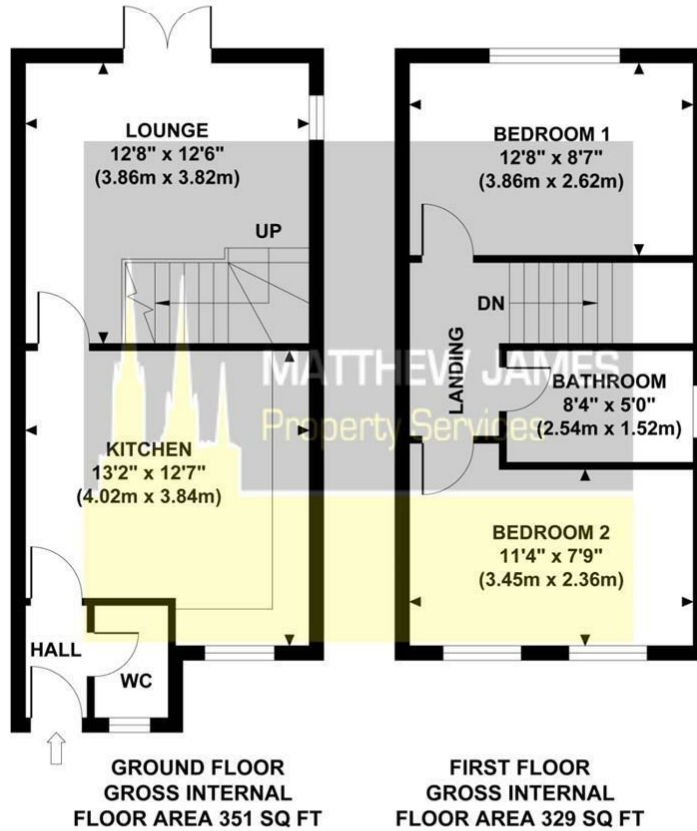 LOUNGE
12'8" x 12'6"
(3.86m x 3.82m)
UP
KITCHEN
13'2" x 12'7"
(4.02m x 3.84m)
HALL
WC
BEDROOM 1
12'8" x 8'7"
(3.86m x 2.62m)
DN
LANDING
BATHROOM
8'4" x 5'0"
(2.54m x 1.52m)
BEDROOM 2
11'4" x 7'9"
(3.45m x 2.36m)
MATTHEW JAMES
Property Services
GROUND FLOOR
GROSS INTERNAL
FLOOR AREA 351 SQ FT
FIRST FLOOR
GROSS INTERNAL
FLOOR AREA 329 SQ FT